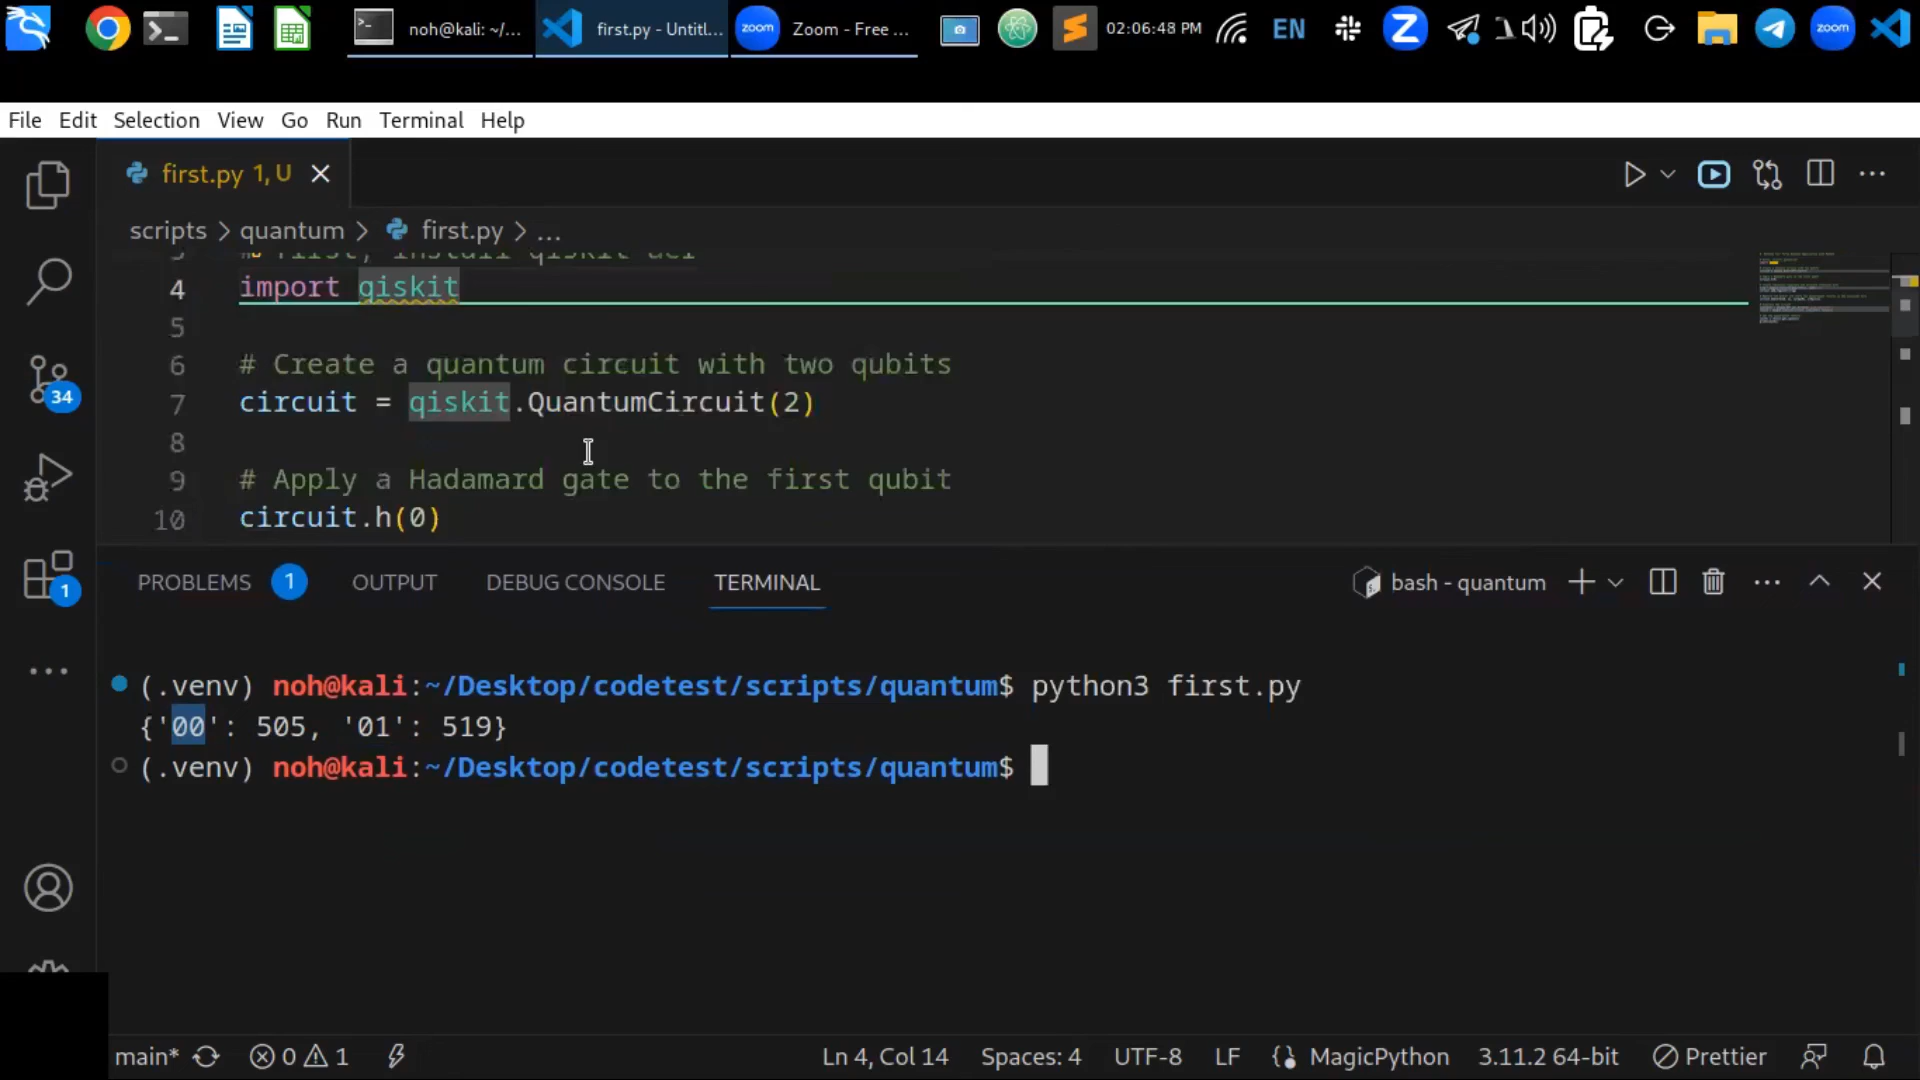 noh@kali: ~/...
first.py - Untitl...
zoom
Zoom - Free ...
02:06:48 PM
EN
zoom
File Edit Selection View Go Run Terminal Help
first.py 1, U
scripts > quantum > first.py > ...
4 import qiskit
5
6 # Create a quantum circuit with two qubits
7 circuit = qiskit.QuantumCircuit(2)
8
9 # Apply a Hadamard gate to the first qubit
10 circuit.h(0)
34
1
PROBLEMS 1 OUTPUT DEBUG CONSOLE TERMINAL
bash - quantum
(.venv) noh@kali:~/Desktop/codetest/scripts/quantum$ python3 first.py
{'00': 505, '01': 519}
(.venv) noh@kali:~/Desktop/codetest/scripts/quantum$
main* 0 1 Ln 4, Col 14 Spaces: 4 UTF-8 LF MagicPython 3.11.2 64-bit Prettier